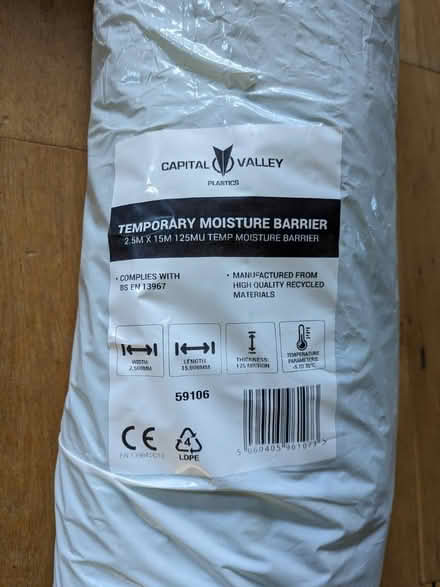 CAPITAL VALLEY
PLASTICS
TEMPORARY MOISTURE BARRIER
2.5M X 15M 125MU TEMP MOISTURE BARRIER
• COMPLIES WITH
BS EN 13967
• MANUFACTURED FROM
HIGH QUALITY RECYCLED
MATERIALS
WIDTH:
2,500MM
LENGTH:
15,000MM
THICKNESS:
125 MICRON
TEMPERATURE
PARAMETERS:
59106
CE
4
LDPE